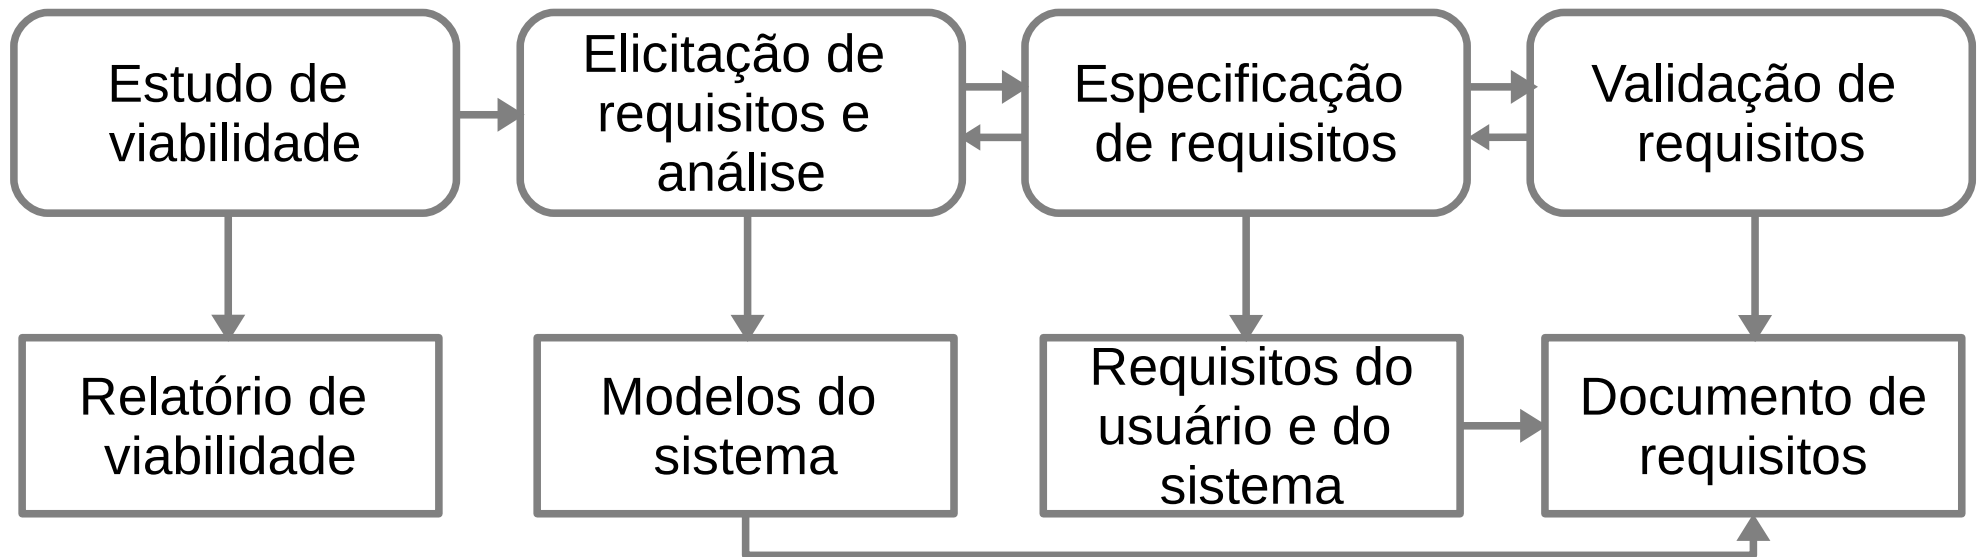 Estudo de
viabilidade
Elicitação de
requisitos e
análise
Especificação
de requisitos
Validação de
requisitos
Relatório de
viabilidade
Modelos do
sistema
Requisitos do
usuário e do
sistema
Documento de
requisitos